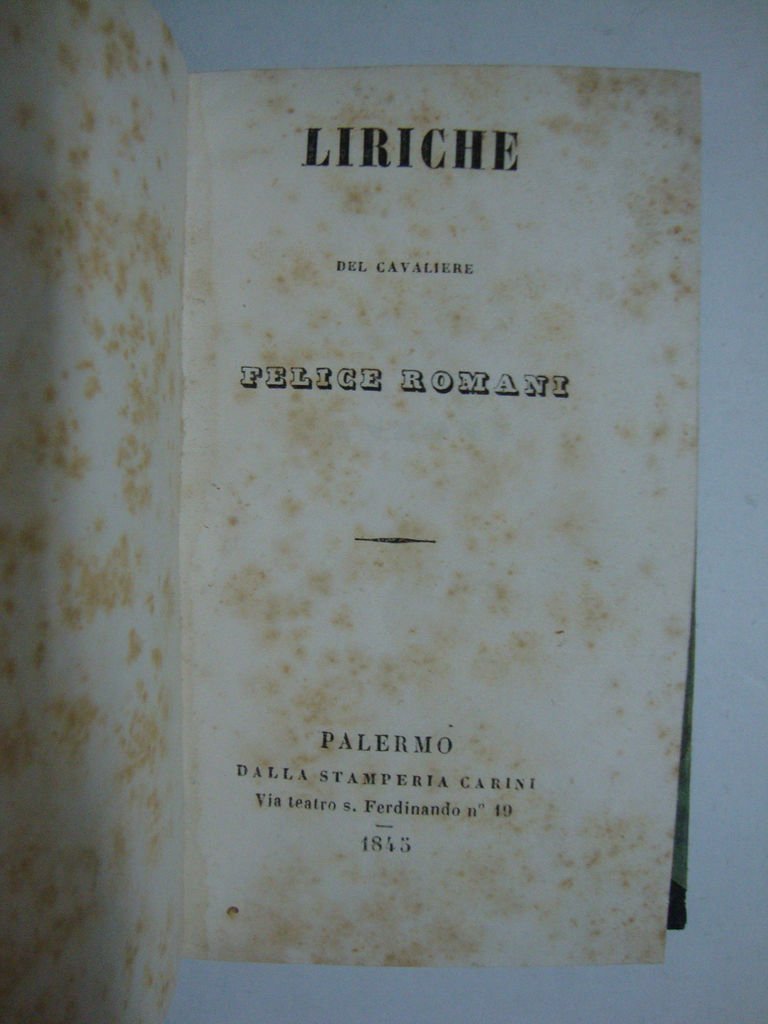 LIRICHE
DEL CAVALIERE
FELICE ROMANI
PALERMO
DALLA STAMPERIA CARINI
Via teatro s. Ferdinando n° 19
1845